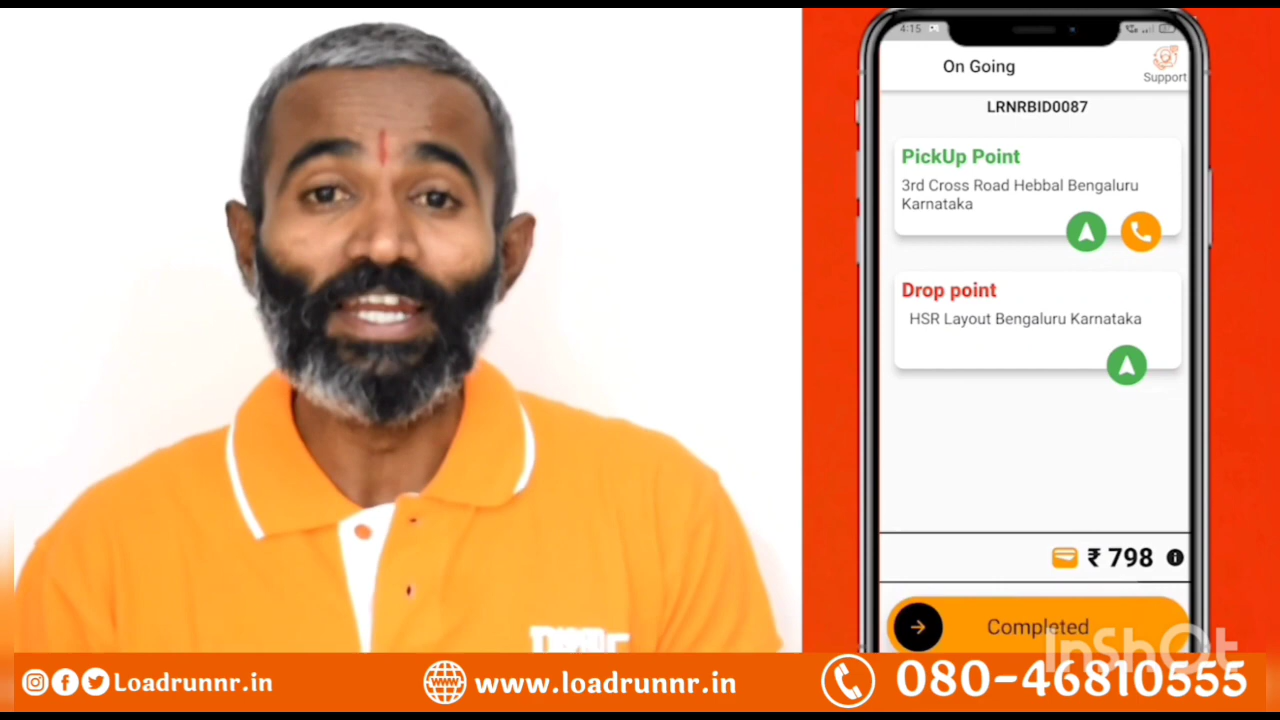 4:15
On Going
Support
LRNRBID0087
PickUp Point
3rd Cross Road Hebbal Bengaluru
Karnataka
Drop point
HSR Layout Bengaluru Karnataka
₹ 798
Completed
InShOt
Loadrunnr.in
www
www.loadrunnr.in
080-46810555